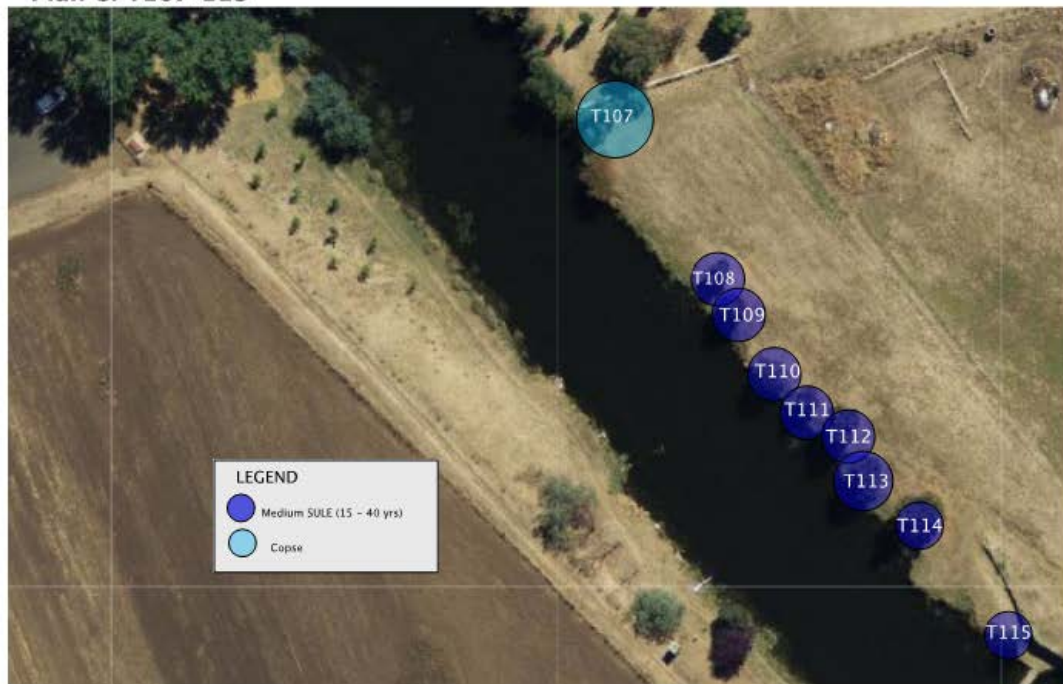 T107
T108
T109
T110
T111
T112
T113
T114
T115
LEGEND
Medium SULE (15 - 40 yrs)
Copse